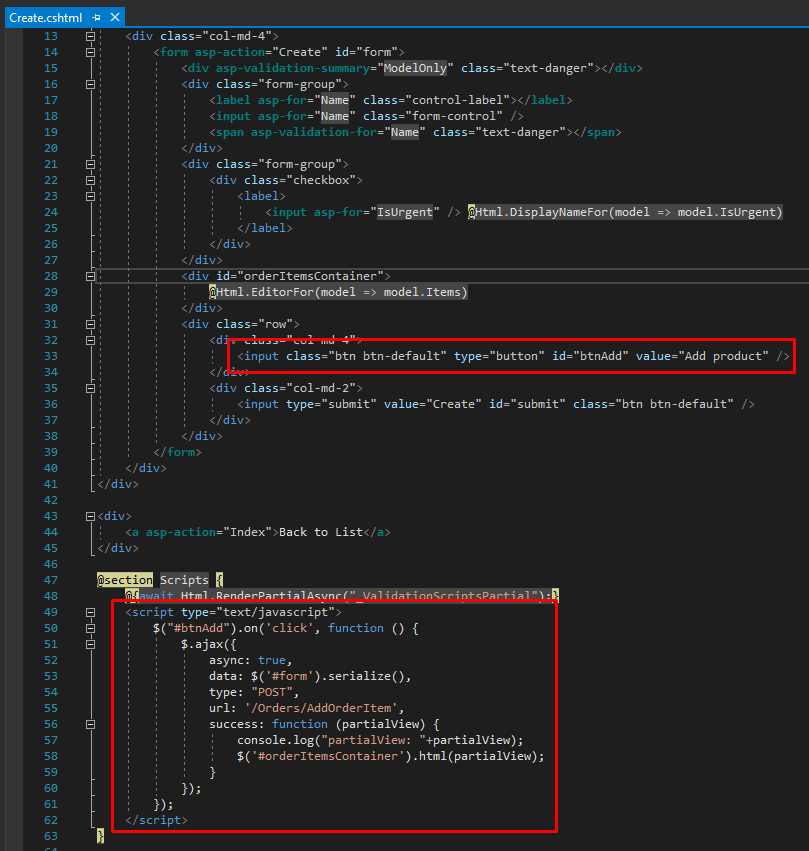 Create.cshtml
13 <div class="col-md-4">
14 <form asp-action="Create" id="form">
15 <div asp-validation-summary="ModelOnly" class="text-danger"></div>
16 <div class="form-group">
17 <label asp-for="Name" class="control-label"></label>
18 <input asp-for="Name" class="form-control" />
19 <span asp-validation-for="Name" class="text-danger"></span>
20 </div>
21 <div class="form-group">
22 <div class="checkbox">
23 <label>
24 <input asp-for="IsUrgent" /> @Html.DisplayNameFor(model => model.IsUrgent)
25 </label>
26 </div>
27 </div>
28 <div id="orderItemsContainer">
29 @Html.EditorFor(model => model.Items)
30 </div>
31 <div class="row">
32 <div class="col-md-4">
33 <input class="btn btn-default" type="button" id="btnAdd" value="Add product" />
34 </div>
35 <div class="col-md-2">
36 <input type="submit" value="Create" id="submit" class="btn btn-default" />
37 </div>
38 </div>
39 </form>
40 </div>
41 </div>
42
43 <div>
44 <a asp-action="Index">Back to List</a>
45 </div>
46
47 @section Scripts {
48 @{await Html.RenderPartialAsync("_ValidationScriptsPartial");}
49 <script type="text/javascript">
50 $("#btnAdd").on('click', function () {
51 $.ajax({
52 async: true,
53 data: $('#form').serialize(),
54 type: "POST",
55 url: '/Orders/AddOrderItem',
56 success: function (partialView) {
57 console.log("partialView: "+partialView);
58 $('#orderItemsContainer').html(partialView);
59 }
60 });
61 });
62 </script>
63 }
64